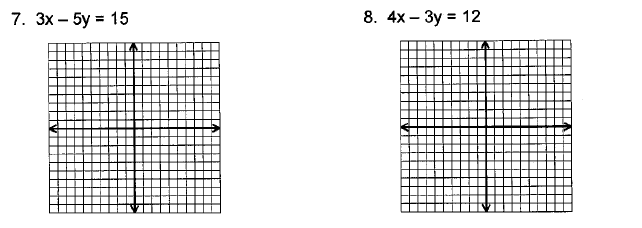 7. 3x – 5y = 15
8. 4x – 3y = 12